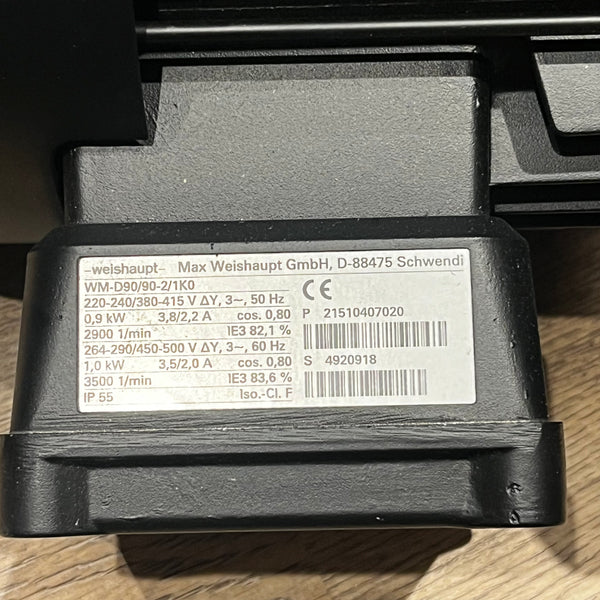 –weishaupt– Max Weishaupt GmbH, D-88475 Schwendi
WM-D90/90-2/1K0
220-240/380-415 V ΔY, 3~, 50 Hz
0,9 kW 3,8/2,2 A cos. 0,80
2900 1/min IE3 82,1 %
264-290/450-500 V ΔY, 3~, 60 Hz
1,0 kW 3,5/2,0 A cos. 0,80
3500 1/min IE3 83,6 %
IP 55 Iso.-Cl. F
CE
P 21510407020
S 4920918